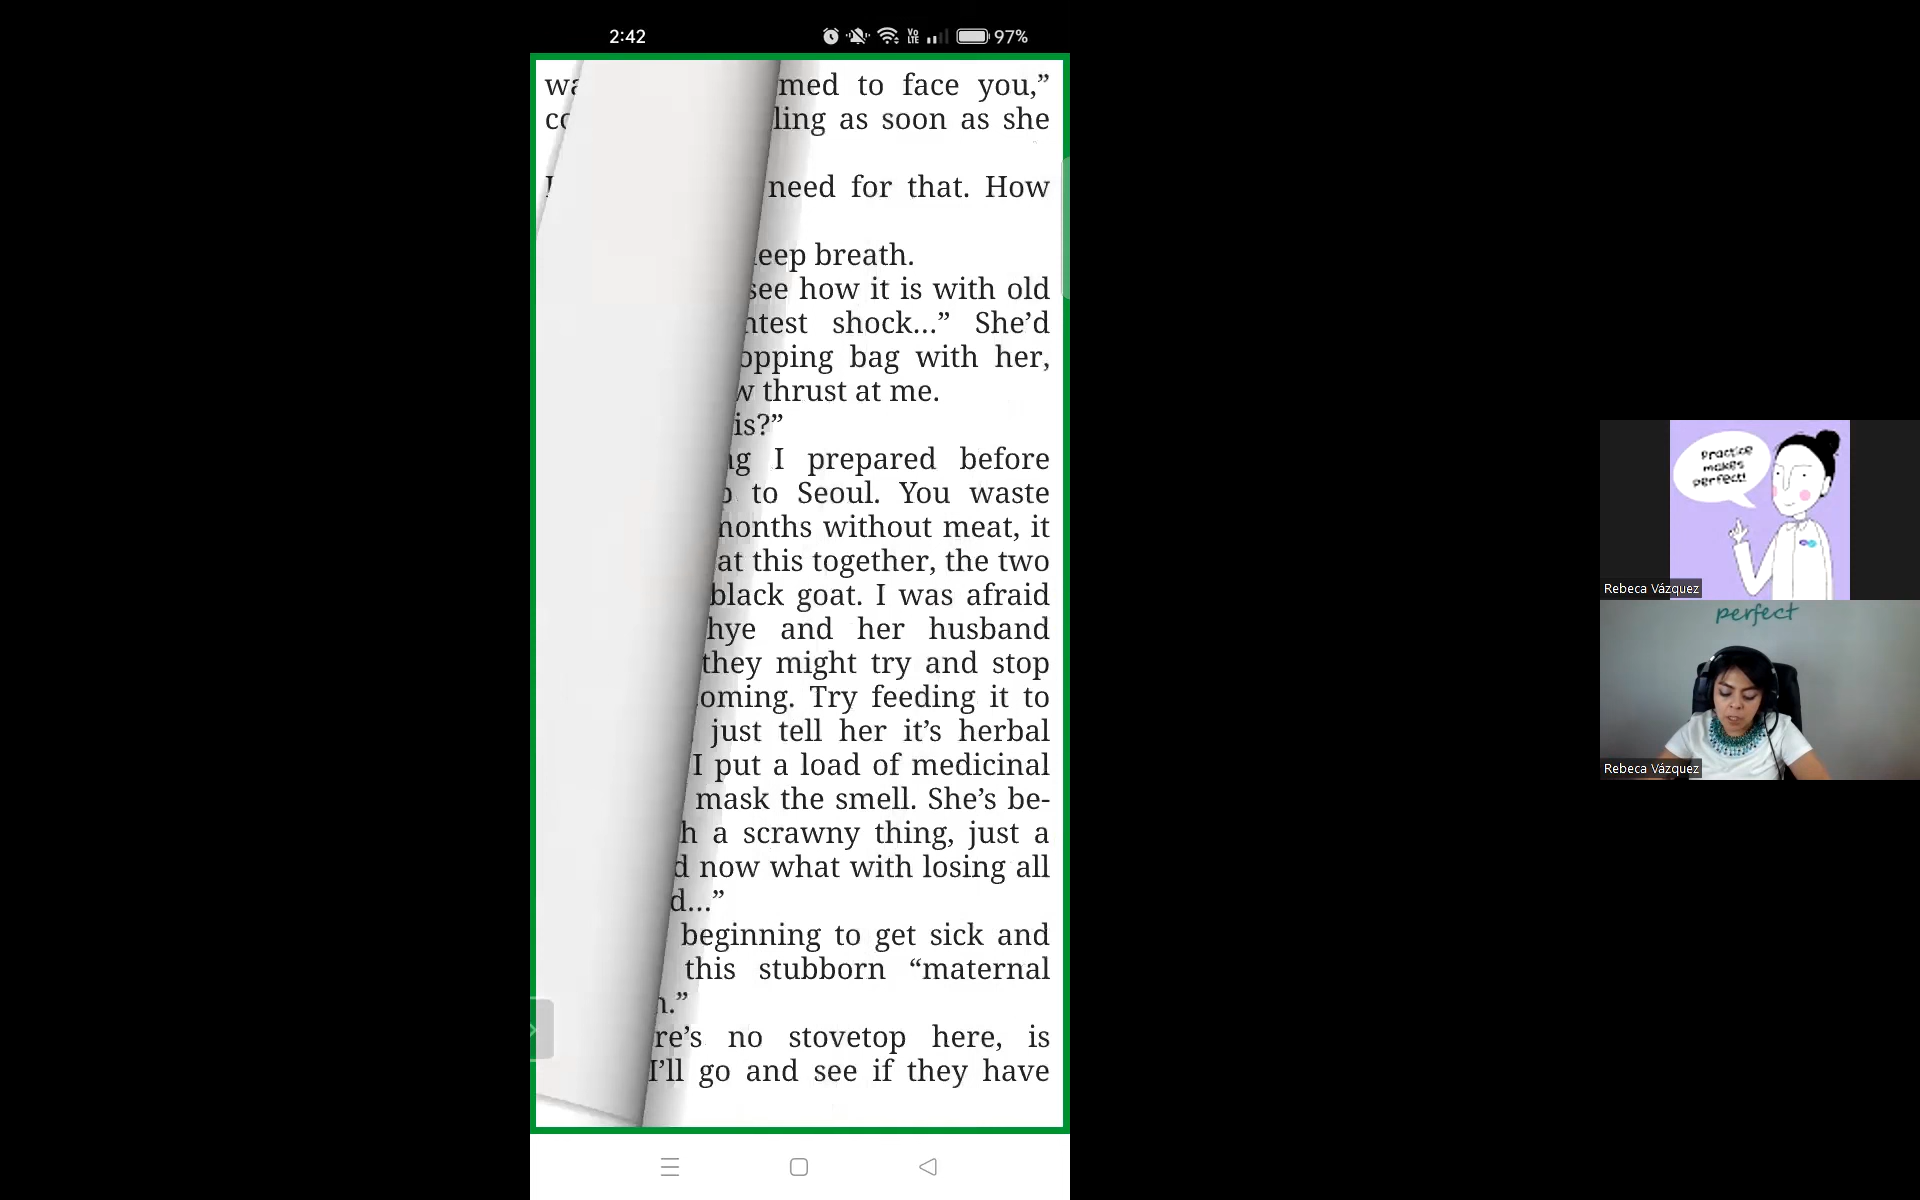 2:42
Vo
LTE
97%
med to face you,”
ling as soon as she
need for that. How
eep breath.
see how it is with old
ntest shock…” She’d
opping bag with her,
w thrust at me.
is?”
ng I prepared before
to Seoul. You waste
onths without meat, it
at this together, the two
black goat. I was afraid
hye and her husband
they might try and stop
oming. Try feeding it to
just tell her it’s herbal
I put a load of medicinal
mask the smell. She’s be-
h a scrawny thing, just a
d now what with losing all
d…”
beginning to get sick and
this stubborn “maternal
n.”
re’s no stovetop here, is
I’ll go and see if they have
Practice
makes
perfect!
Rebeca Vázquez
perfect
Rebeca Vázquez